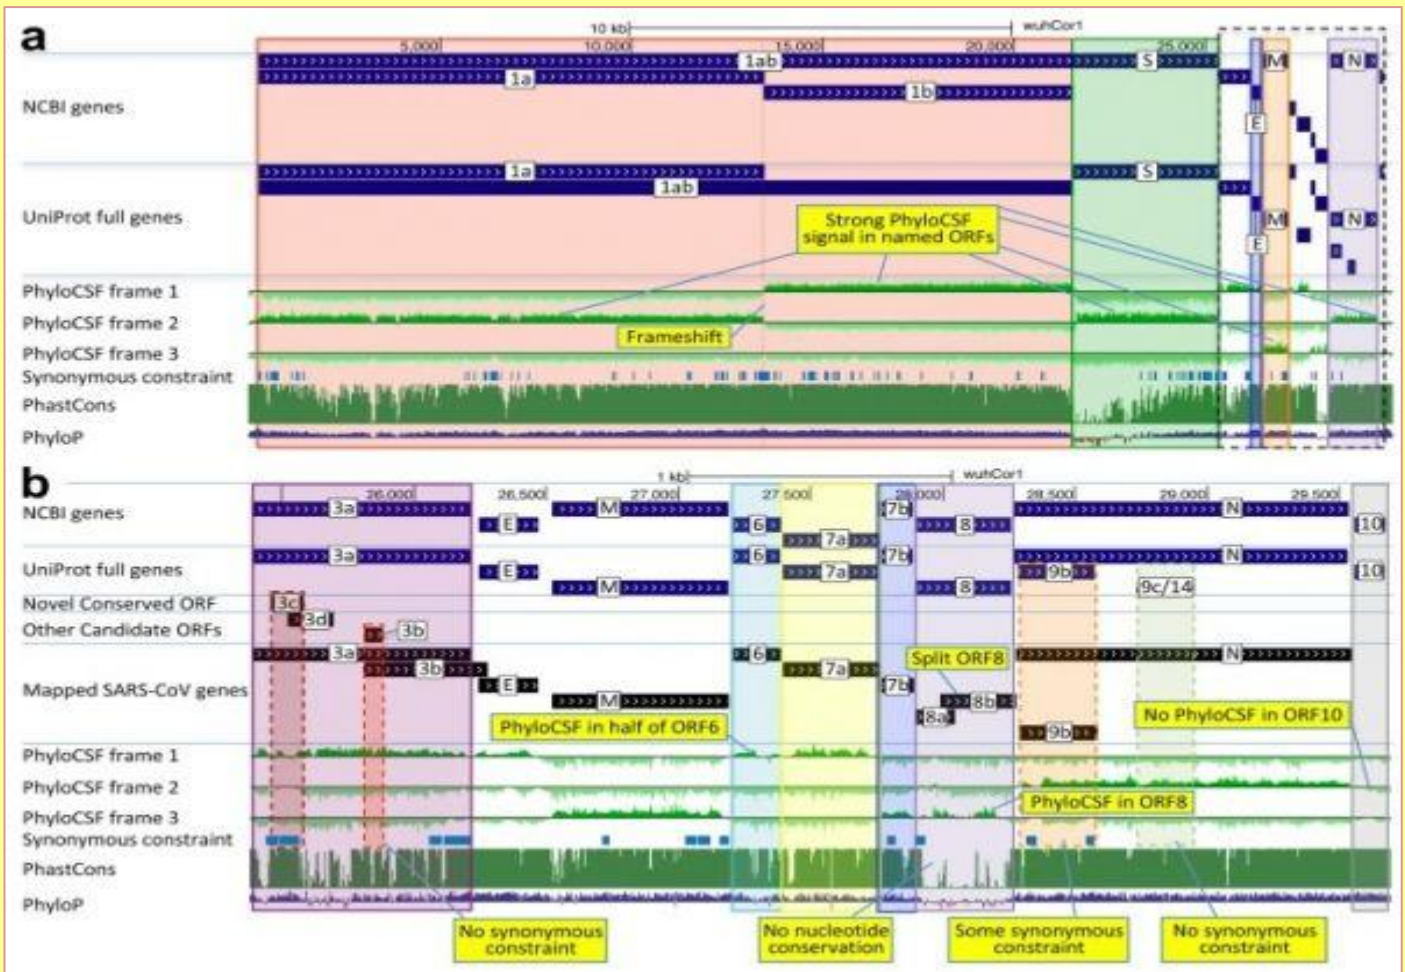 a
10 kb wuhCor1
5,000 10,000 15,000 20,000 25,000
NCBI genes
1ab S M N
1a
1b
E
UniProt full genes
1a S
1ab
M N
E
Strong PhyloCSF
signal in named ORFs
PhyloCSF frame 1
PhyloCSF frame 2
Frameshift
PhyloCSF frame 3
Synonymous constraint
PhastCons
PhyloP
b
1 kb wuhCor1
26,000 26,500 27,000 27,500 28,000 28,500 29,000 29,500
NCBI genes
3a M 7b N
E 6 8 10
7a
UniProt full genes
3a 6 7b N
E 7a 9b 10
M 8 9c/14
Novel Conserved ORF
3c
3d
Other Candidate ORFs
3b
Mapped SARS-CoV genes
3a 6 N
3b 7a
Split ORF8
E 7b
M 8b
8a
9b
PhyloCSF in half of ORF6
No PhyloCSF in ORF10
PhyloCSF frame 1
PhyloCSF frame 2
PhyloCSF in ORF8
PhyloCSF frame 3
Synonymous constraint
PhastCons
PhyloP
No synonymous
constraint
No nucleotide
conservation
Some synonymous
constraint
No synonymous
constraint